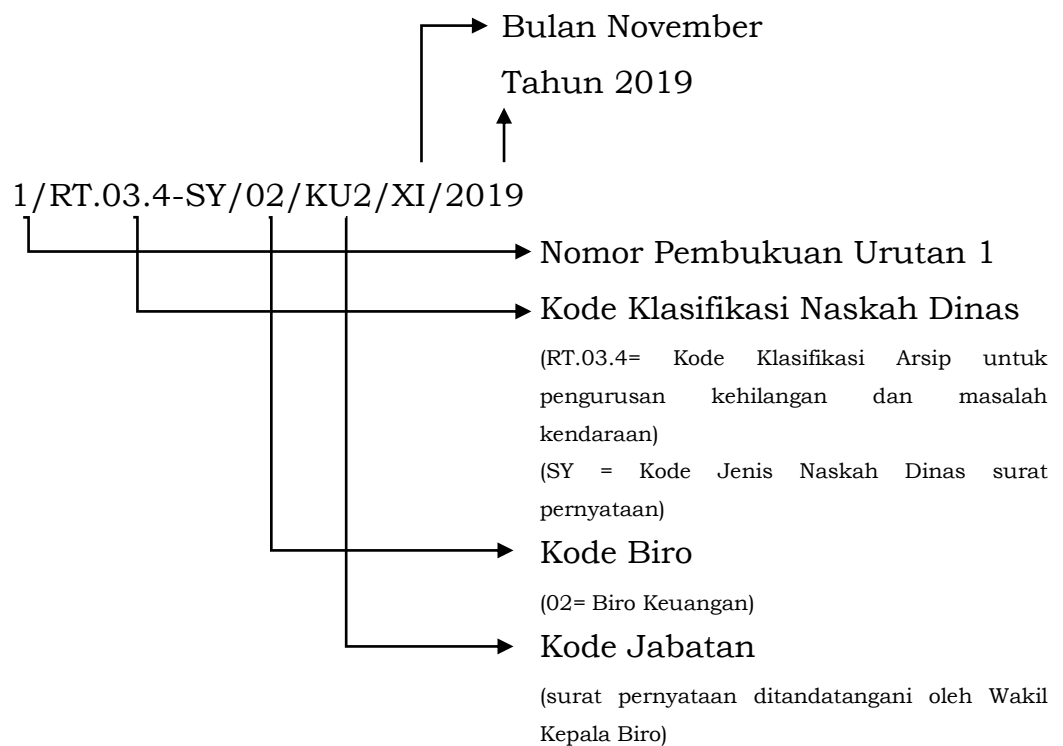 Bulan November
Tahun 2019
1/RT.03.4-SY/02/KU2/XI/2019
Nomor Pembukuan Urutan 1
Kode Klasifikasi Naskah Dinas
(RT.03.4= Kode Klasifikasi Arsip untuk
pengurusan kehilangan dan masalah
kendaraan)
(SY = Kode Jenis Naskah Dinas surat
pernyataan)
Kode Biro
(02= Biro Keuangan)
Kode Jabatan
(surat pernyataan ditandatangani oleh Wakil
Kepala Biro)